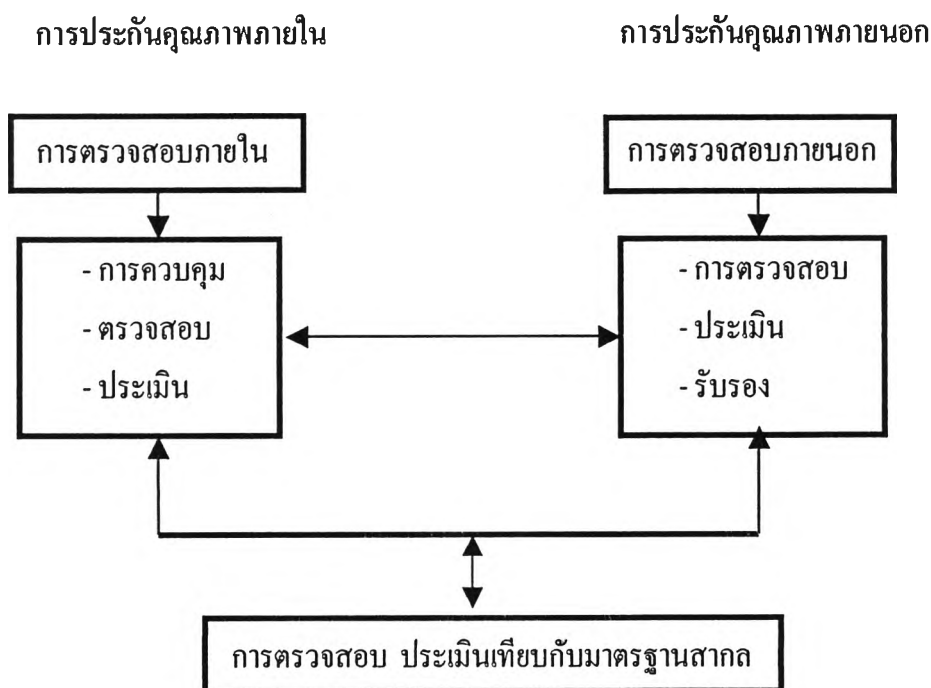 การประกันคุณภาพภายใน
การประกันคุณภาพภายนอก
การตรวจสอบภายใน
การตรวจสอบภายนอก
- การควบคุม
- ตรวจสอบ
- ประเมิน
- การตรวจสอบ
- ประเมิน
- รับรอง
การตรวจสอบ ประเมินเทียบกับมาตรฐานสากล